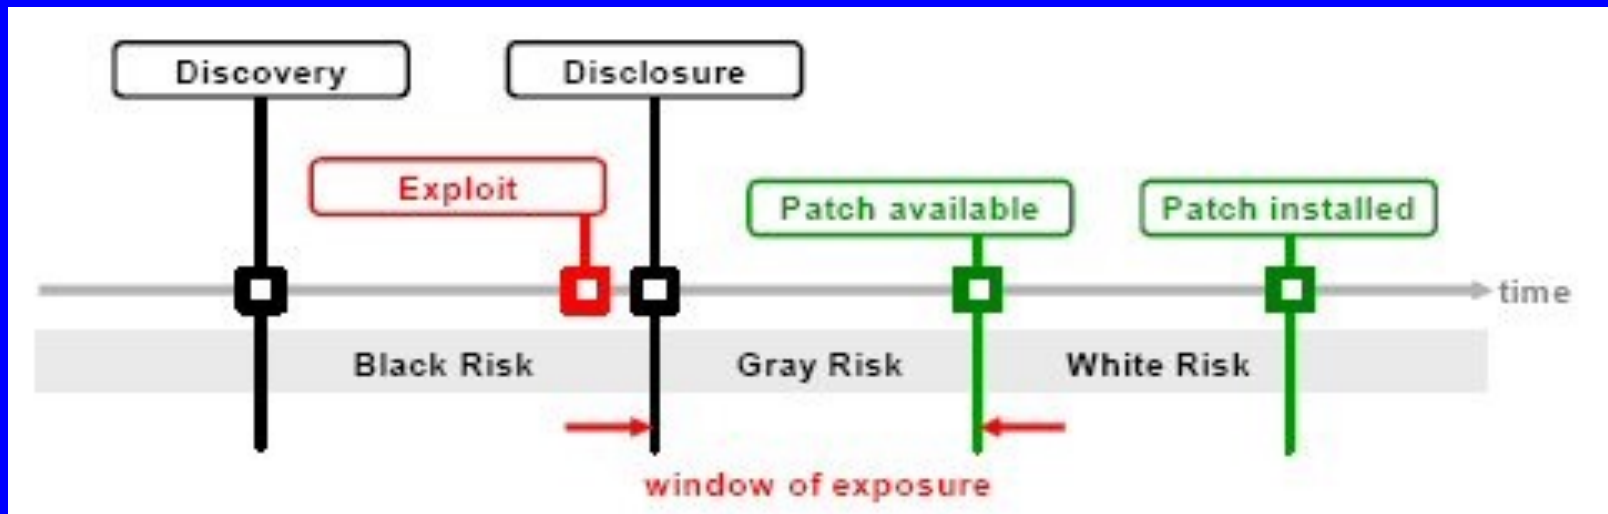 Discovery
Disclosure
Exploit
Patch available
Patch installed
time
Black Risk
Gray Risk
White Risk
window of exposure